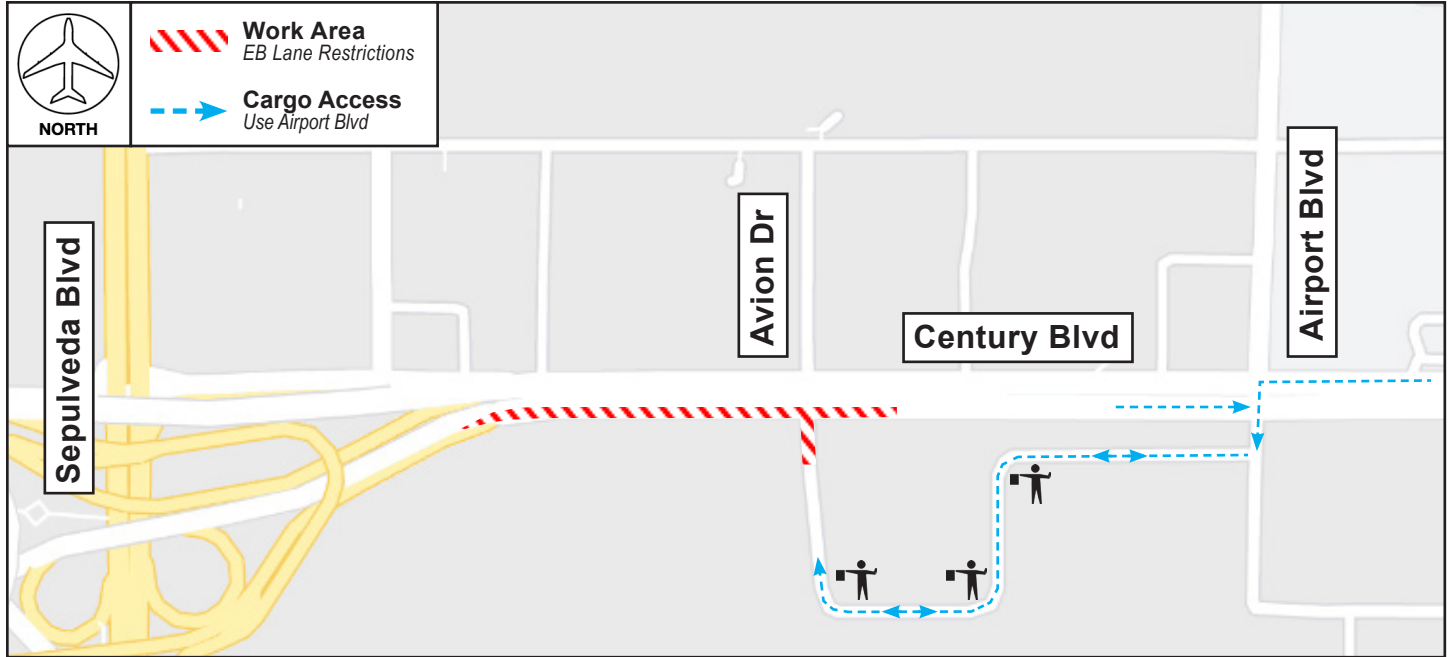 NORTH
Work Area
EB Lane Restrictions
Cargo Access
Use Airport Blvd
Sepulveda Blvd
Avion Dr
Century Blvd
Airport Blvd